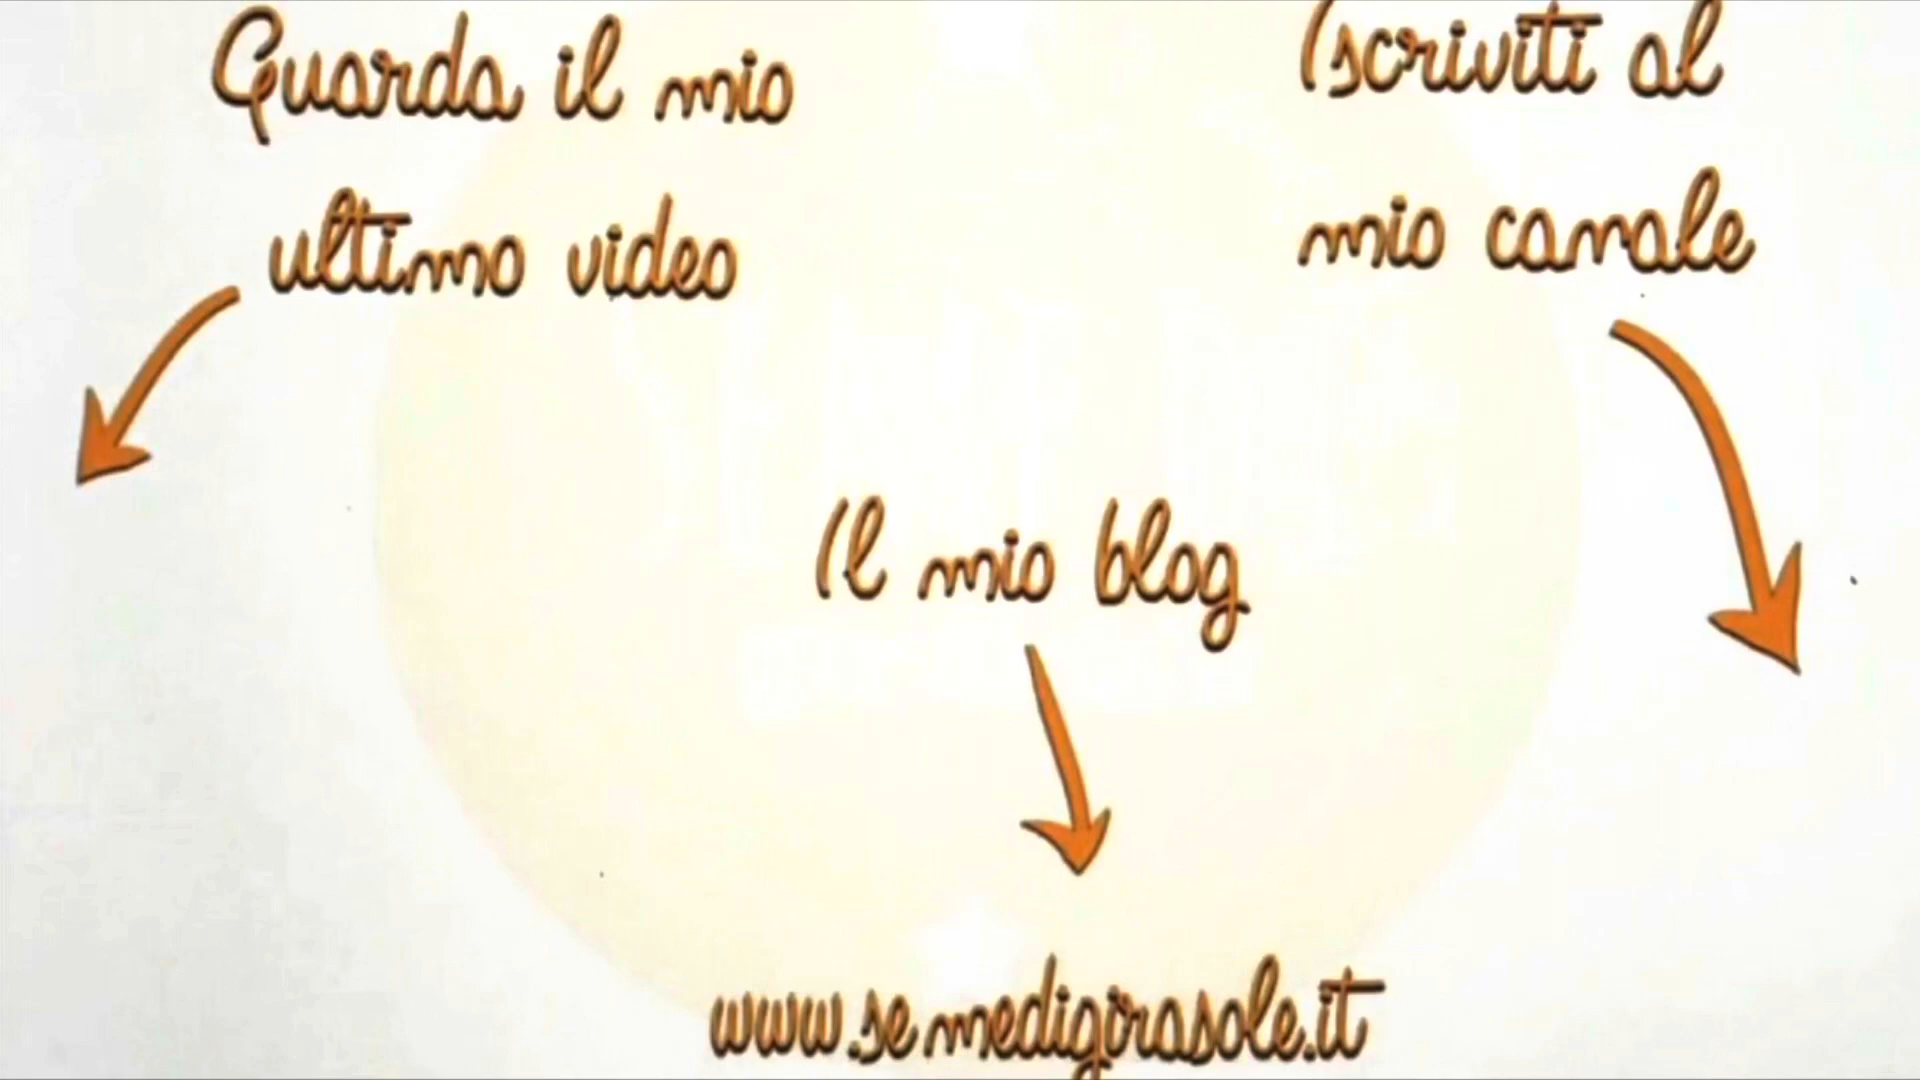 Guarda il mio
ultimo video
Iscriviti al
mio canale
Il mio blog
www.semedigirasole.it